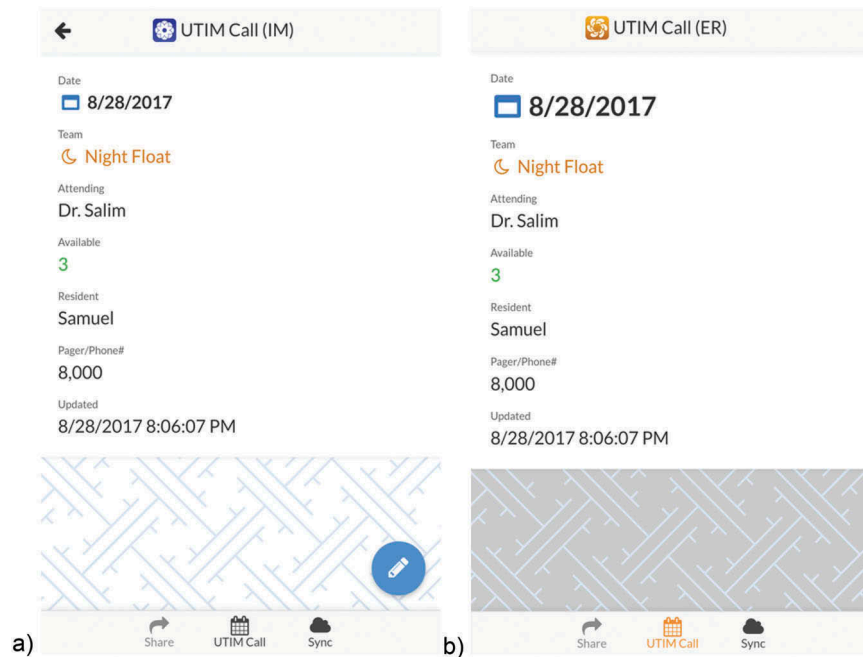 UTIM Call (IM)
Date
8/28/2017
Team
Night Float
Attending
Dr. Salim
Available
3
Resident
Samuel
Pager/Phone#
8,000
Updated
8/28/2017 8:06:07 PM
Share
UTIM Call
Sync
a)
UTIM Call (ER)
Date
8/28/2017
Team
Night Float
Attending
Dr. Salim
Available
3
Resident
Samuel
Pager/Phone#
8,000
Updated
8/28/2017 8:06:07 PM
Share
UTIM Call
Sync
b)